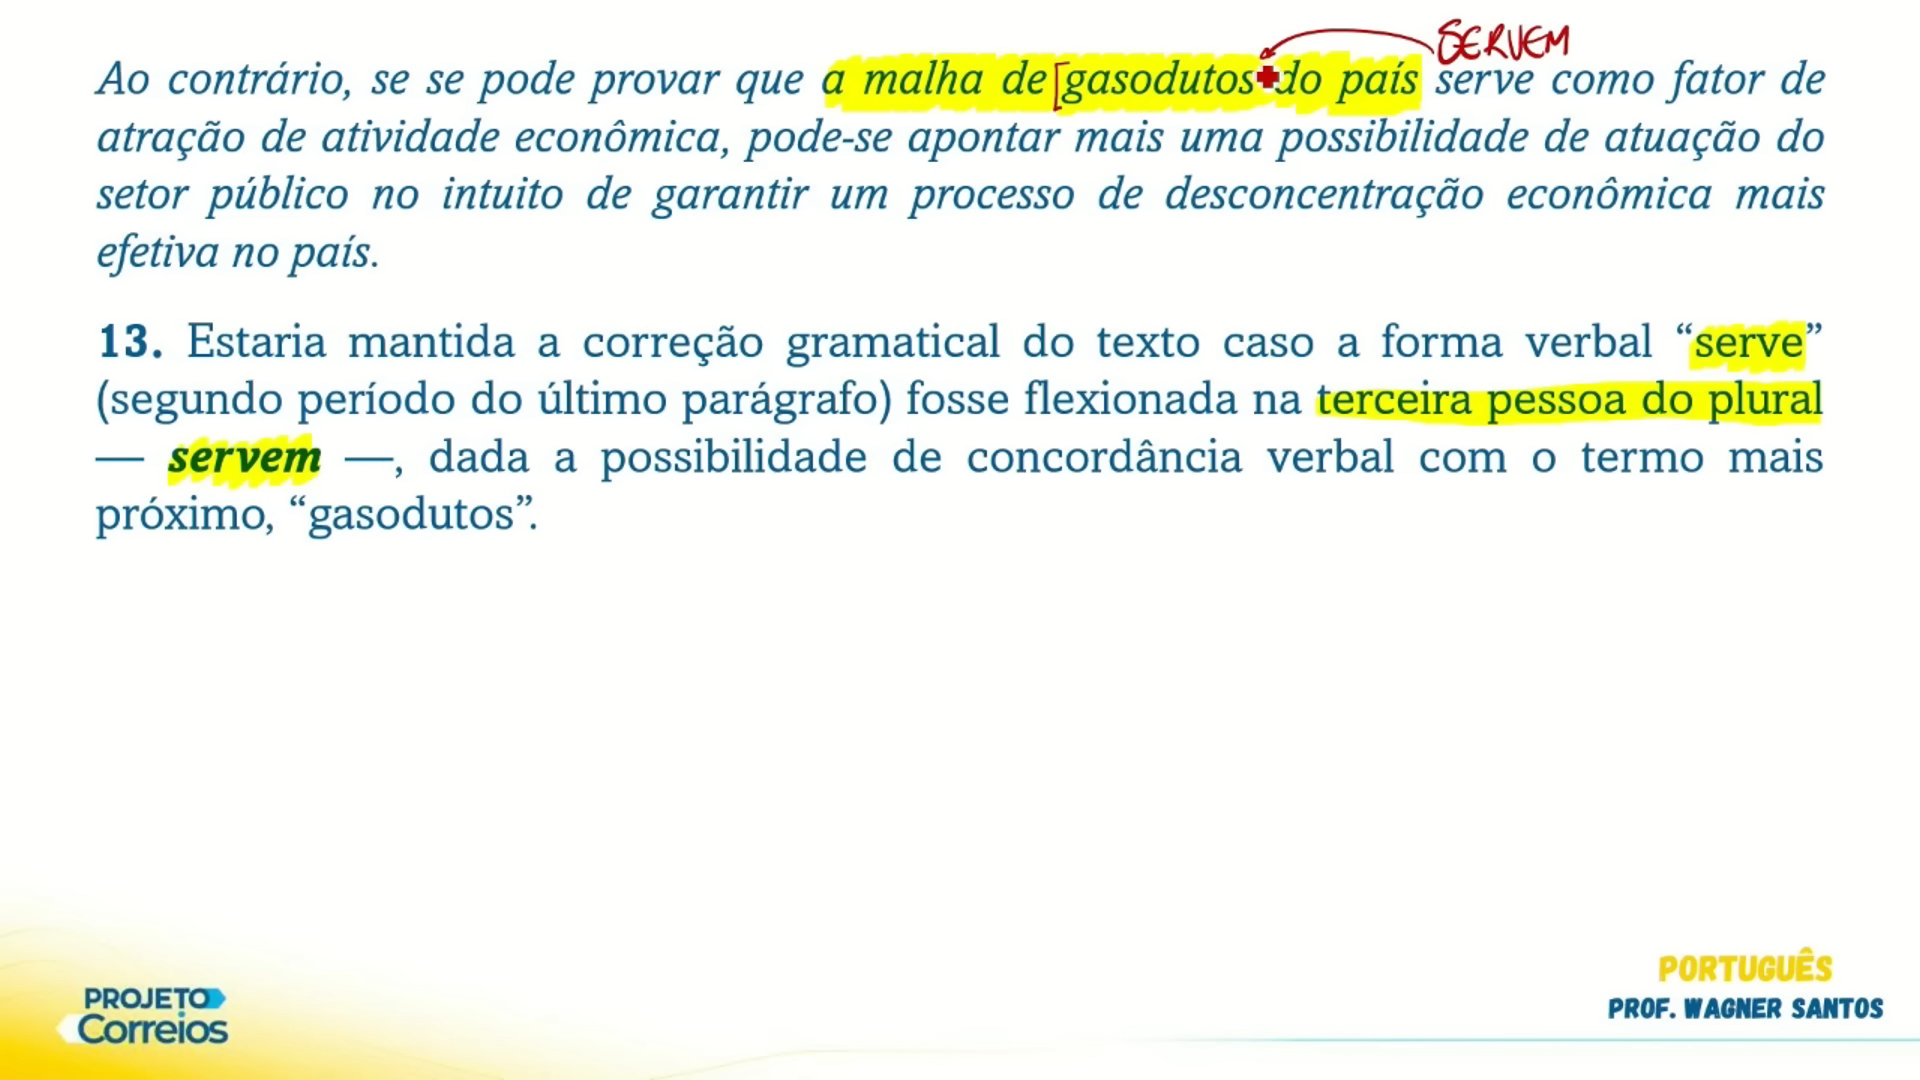 SERVEM
Ao contrário, se se pode provar que a malha de gasodutos do país serve como fator de
atração de atividade econômica, pode-se apontar mais uma possibilidade de atuação do
setor público no intuito de garantir um processo de desconcentração econômica mais
efetiva no país.
13. Estaria mantida a correção gramatical do texto caso a forma verbal “serve”
(segundo período do último parágrafo) fosse flexionada na terceira pessoa do plural
— servem —, dada a possibilidade de concordância verbal com o termo mais
próximo, “gasodutos”.
PROJETO
Correios
PORTUGUÊS
PROF. WAGNER SANTOS